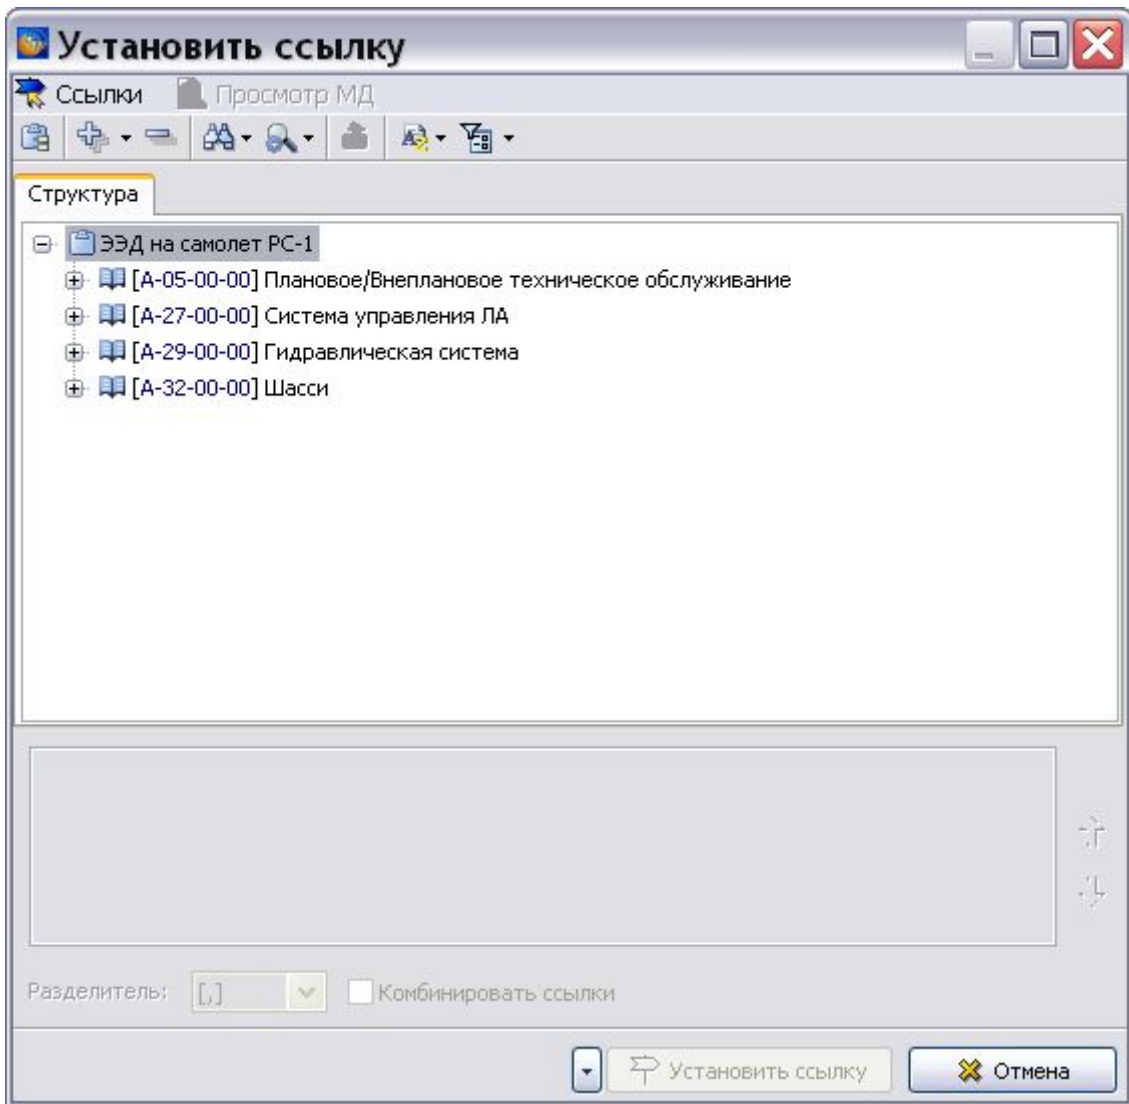 Установить ссылку
Ссылки Просмотр МД
Структура
ЭЭД на самолет РС-1
[А-05-00-00] Плановое/Внеплановое техническое обслуживание
[А-27-00-00] Система управления ЛА
[А-29-00-00] Гидравлическая система
[А-32-00-00] Шасси
Разделитель: [,] Комбинировать ссылки
Установить ссылку Отмена